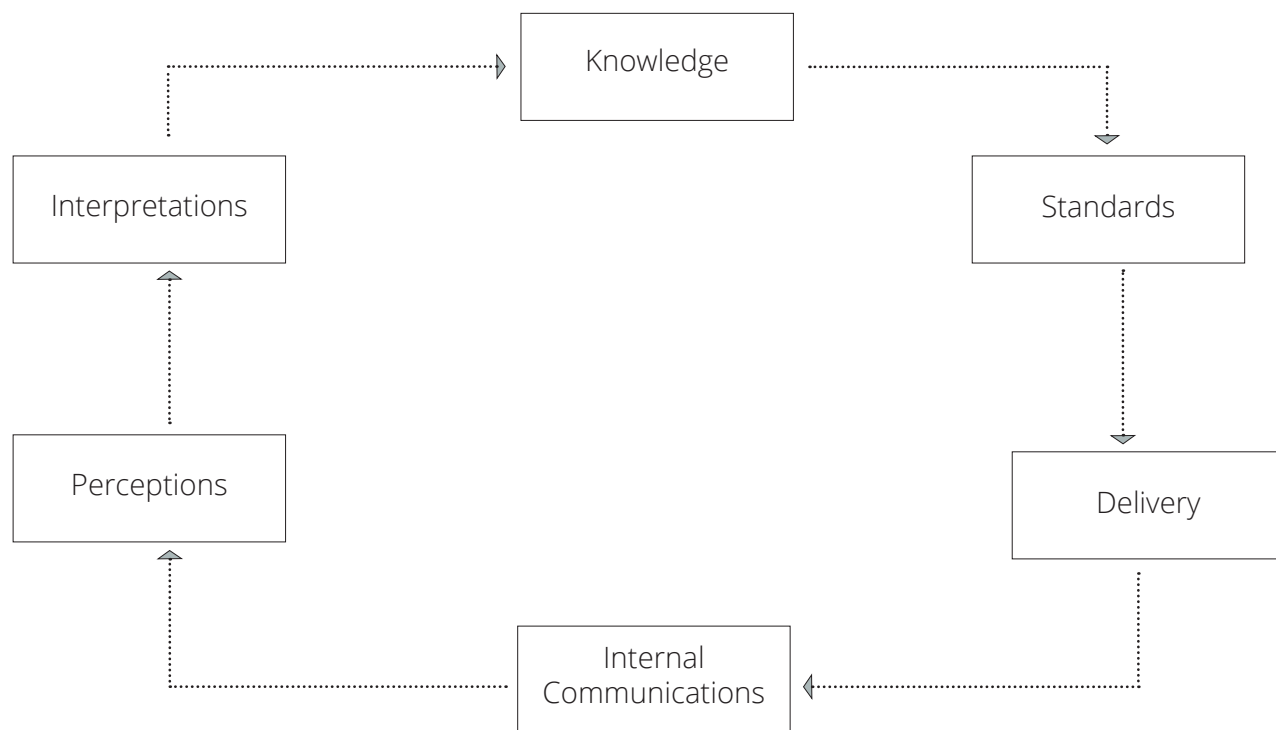 Knowledge
Interpretations
Standards
Perceptions
Delivery
Internal
Communications